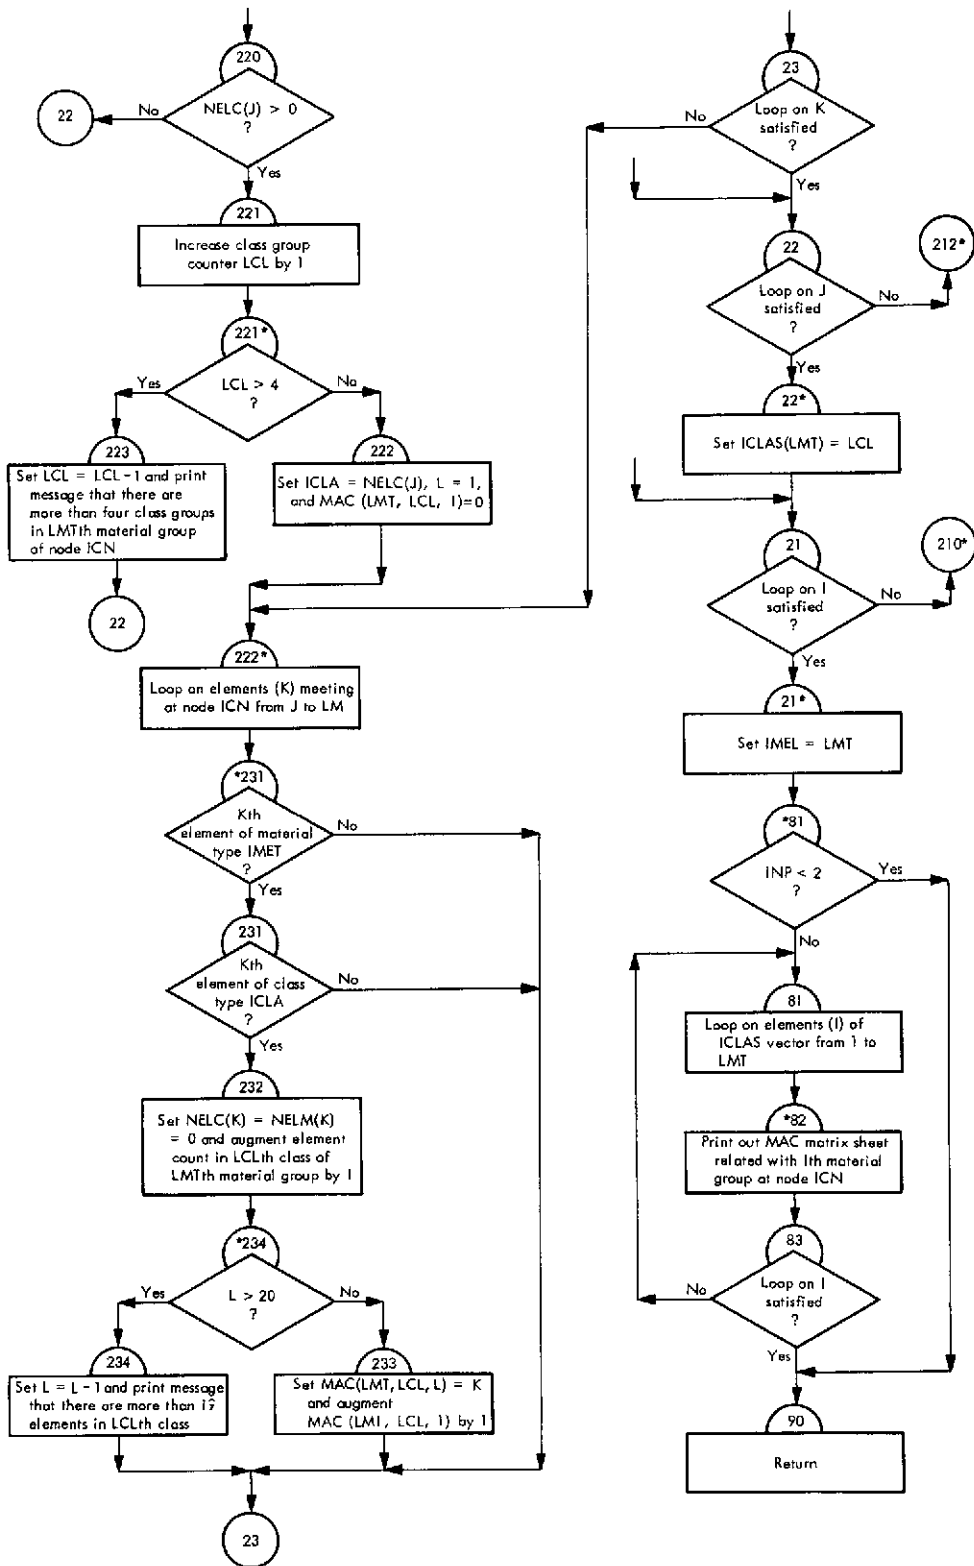 220
NELC(J) > 0
?
No
22
Yes
221
Increase class group
counter LCL by 1
221*
LCL > 4
?
Yes
No
223
Set LCL = LCL - 1 and print
message that there are
more than four class groups
in LMTth material group
of node ICN
22
222
Set ICLA = NELC(J), L = 1,
and MAC (LMT, LCL, 1)=0
222*
Loop on elements (K) meeting
at node ICN from J to LM
*231
Kth
element of material
type IMET
?
No
Yes
231
Kth
element of class
type ICLA
?
No
Yes
232
Set NELC(K) = NELM(K)
= 0 and augment element
count in LCLth class of
LMTth material group by 1
*234
L > 20
?
Yes
No
234
Set L = L - 1 and print message
that there are more than 19
elements in LCLth class
233
Set MAC(LMT, LCL, L) = K
and augment
MAC (LMT, LCL, 1) by 1
23
23
Loop on K
satisfied
?
No
Yes
22
Loop on J
satisfied
?
No
212*
Yes
22*
Set ICLAS(LMT) = LCL
21
Loop on I
satisfied
?
No
210*
Yes
21*
Set IMEL = LMT
*81
INP < 2
?
Yes
No
81
Loop on elements (I) of
ICLAS vector from 1 to
LMT
*82
Print out MAC matrix sheet
related with Ith material
group at node ICN
83
Loop on I
satisfied
?
No
Yes
90
Return